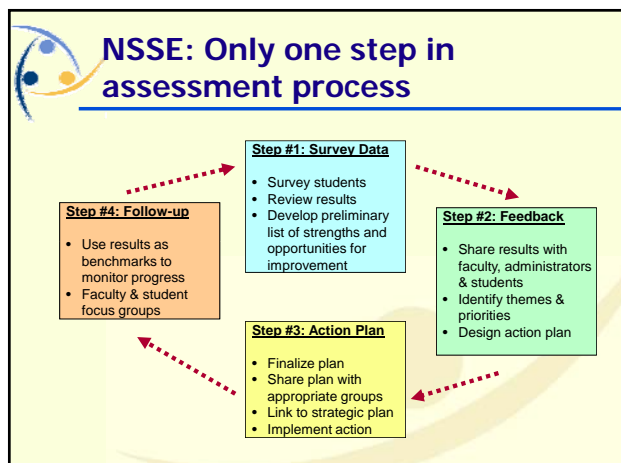 NSSE: Only one step in
assessment process
Step #1: Survey Data
• Survey students
• Review results
• Develop preliminary
list of strengths and
opportunities for
improvement
Step #2: Feedback
• Share results with
faculty, administrators
& students
• Identify themes &
priorities
• Design action plan
Step #3: Action Plan
• Finalize plan
• Share plan with
appropriate groups
• Link to strategic plan
• Implement action
Step #4: Follow-up
• Use results as
benchmarks to
monitor progress
• Faculty & student
focus groups